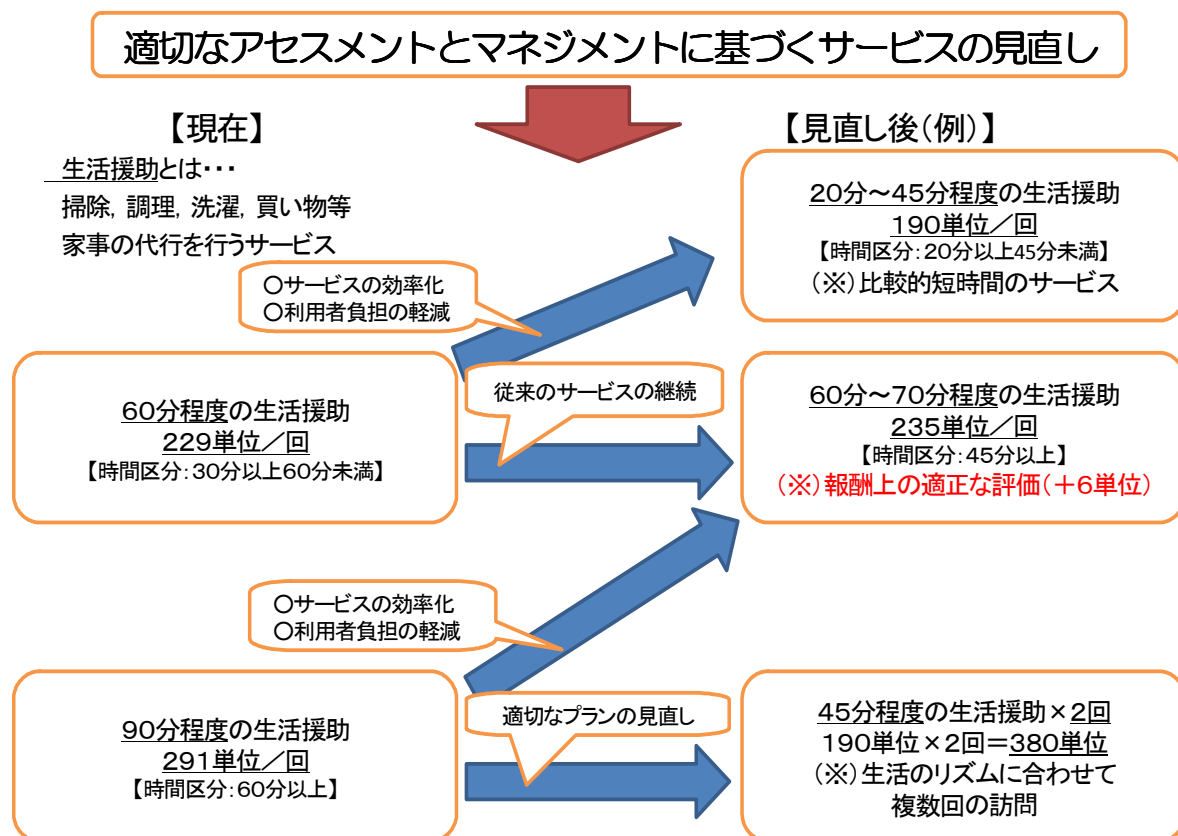 適切なアセスメントとマネジメントに基づくサービスの見直し
【現在】
生活援助とは・・・
掃除, 調理, 洗濯, 買い物等
家事の代行を行うサービス
【見直し後(例)】
20分～45分程度の生活援助
190単位／回
【時間区分：20分以上45分未満】
(※)比較的短時間のサービス
○サービスの効率化
○利用者負担の軽減
60分程度の生活援助
229単位／回
【時間区分：30分以上60分未満】
従来のサービスの継続
60分～70分程度の生活援助
235単位／回
【時間区分：45分以上】
(※)報酬上の適正な評価(＋6単位)
○サービスの効率化
○利用者負担の軽減
90分程度の生活援助
291単位／回
【時間区分：60分以上】
適切なプランの見直し
45分程度の生活援助×2回
190単位×2回＝380単位
(※)生活のリズムに合わせて
複数回の訪問